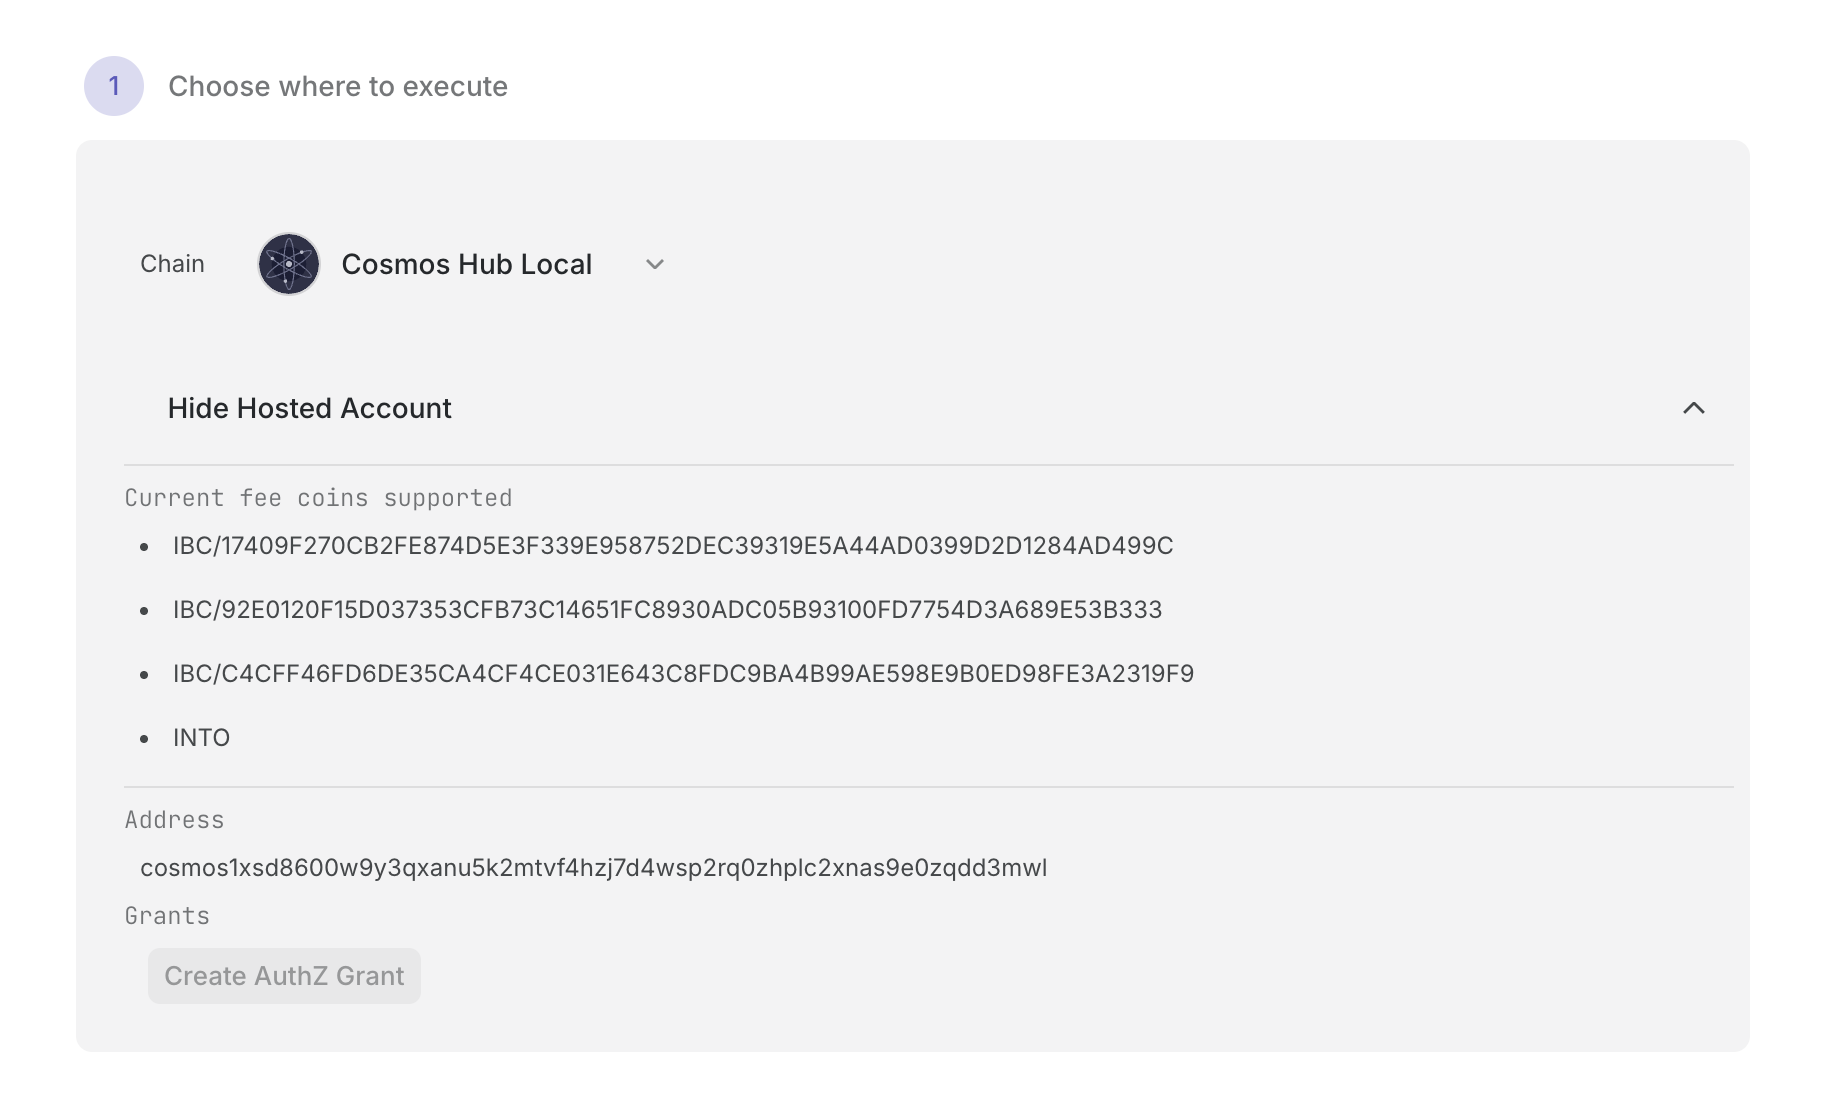 1 Choose where to execute
Chain Cosmos Hub Local
Hide Hosted Account
Current fee coins supported
• IBC/17409F270CB2FE874D5E3F339E958752DEC39319E5A44AD0399D2D1284AD499C
• IBC/92E0120F15D037353CFB73C14651FC8930ADC05B93100FD7754D3A689E53B333
• IBC/C4CFF46FD6DE35CA4CF4CE031E643C8FDC9BA4B99AE598E9B0ED98FE3A2319F9
• INTO
Address
cosmos1xsd8600w9y3qxanu5k2mtvf4hzj7d4wsp2rq0zhplc2xnas9e0zqdd3mwl
Grants
Create AuthZ Grant